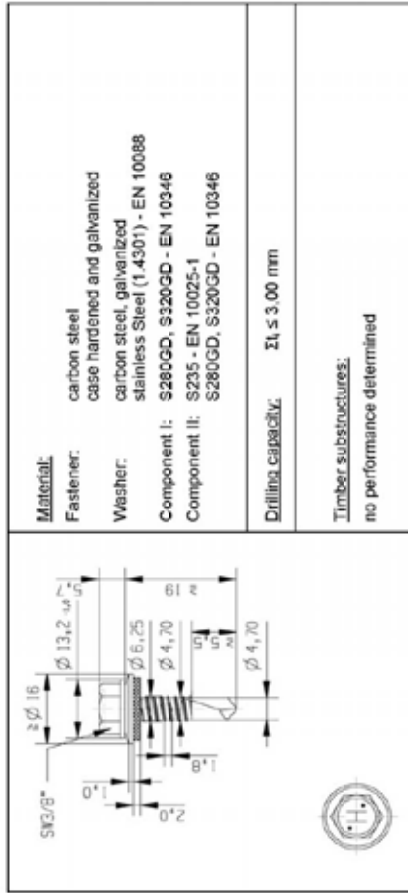 SW3/8"
≥Ø 16
Ø 13,2
5,7
1,0
2,0
Ø 6,25
≈ 19
Ø 4,70
1,8
≈ 5,5
Ø 4,70
H
Material:
Fastener: carbon steel
case hardened and galvanized
Washer: carbon steel, galvanized
stainless Steel (1.4301) - EN 10088
Component I: S280GD, S320GD - EN 10346
Component II: S235 - EN 10025-1
S280GD, S320GD - EN 10346
Drilling capacity: Σtᵢ ≤ 3,00 mm
Timber substructures:
no performance determined